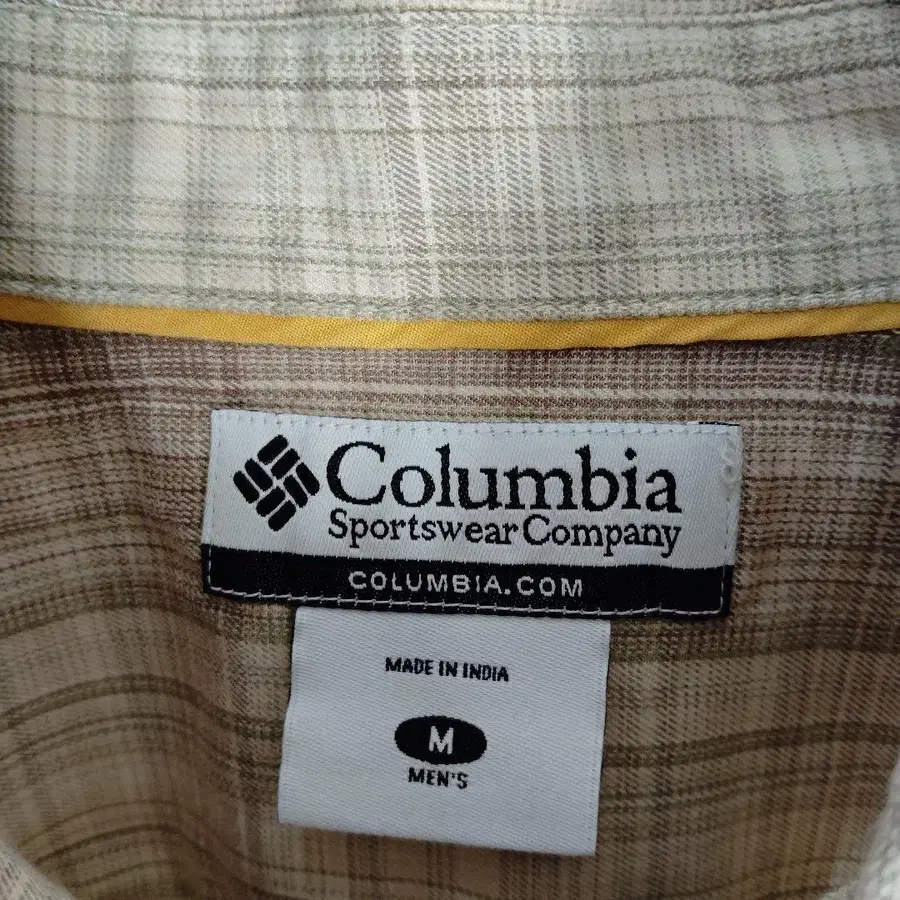 Columbia
Sportswear Company
COLUMBIA.COM
MADE IN INDIA
M
MEN'S